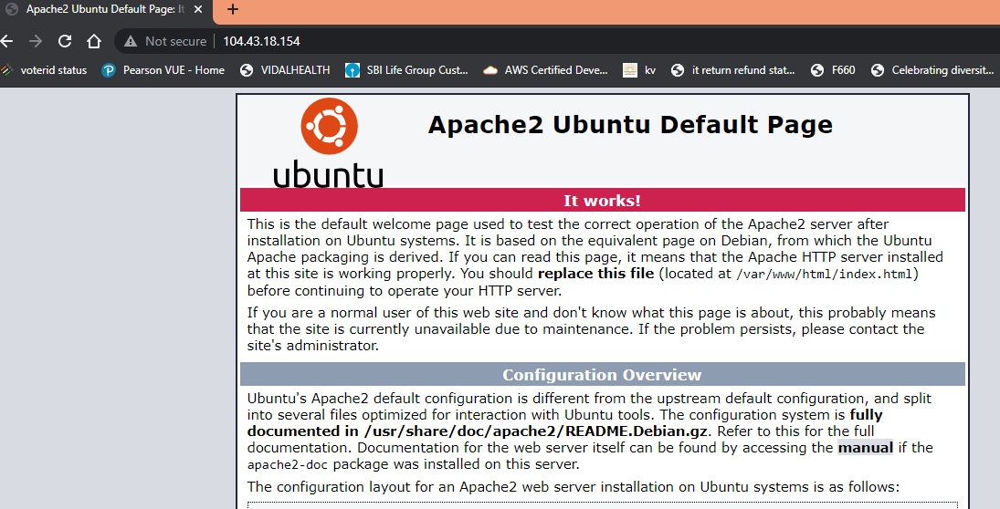 Apache2 Ubuntu Default Page: It
Not secure 104.43.18.154
voterid status Pearson VUE - Home VIDALHEALTH SBI Life Group Cust... AWS Certified Deve... kv it return refund stat... F660 Celebrating diversit...
Apache2 Ubuntu Default Page
ubuntu
It works!
This is the default welcome page used to test the correct operation of the Apache2 server after
installation on Ubuntu systems. It is based on the equivalent page on Debian, from which the Ubuntu
Apache packaging is derived. If you can read this page, it means that the Apache HTTP server installed
at this site is working properly. You should replace this file (located at /var/www/html/index.html)
before continuing to operate your HTTP server.
If you are a normal user of this web site and don't know what this page is about, this probably means
that the site is currently unavailable due to maintenance. If the problem persists, please contact the
site's administrator.
Configuration Overview
Ubuntu's Apache2 default configuration is different from the upstream default configuration, and split
into several files optimized for interaction with Ubuntu tools. The configuration system is fully
documented in /usr/share/doc/apache2/README.Debian.gz. Refer to this for the full
documentation. Documentation for the web server itself can be found by accessing the manual if the
apache2-doc package was installed on this server.
The configuration layout for an Apache2 web server installation on Ubuntu systems is as follows: